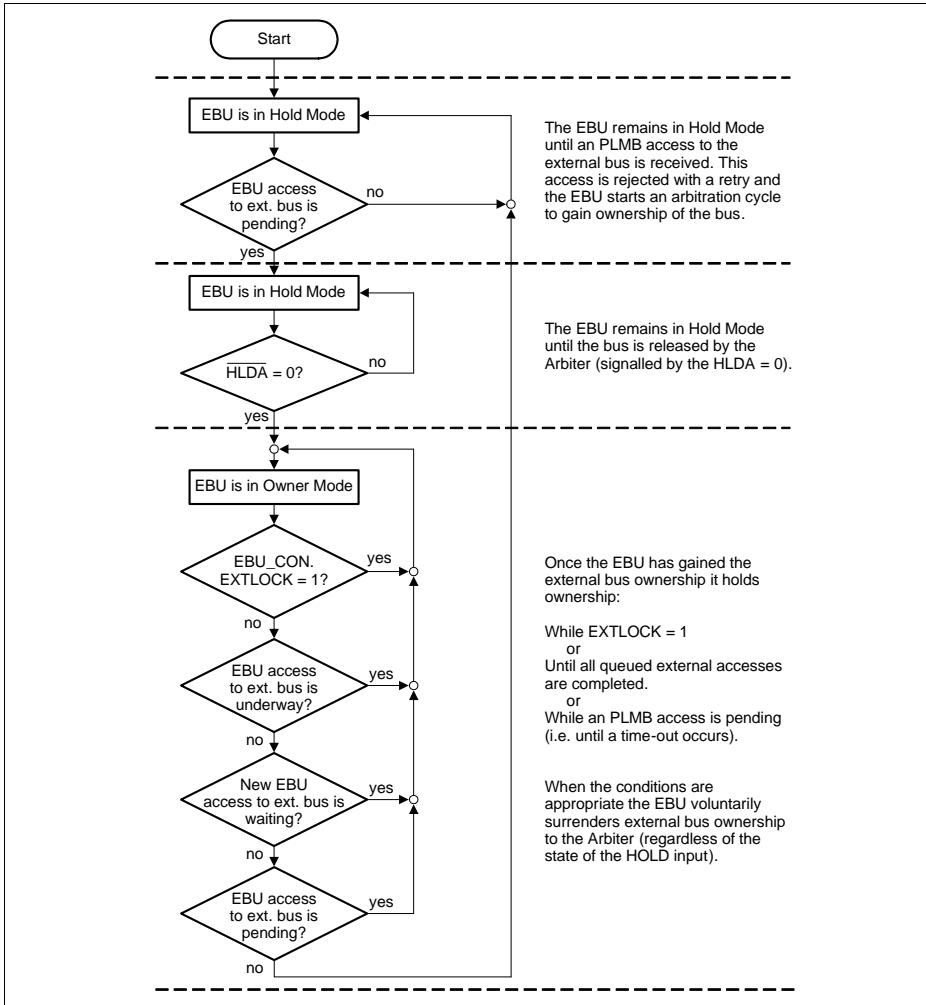 Start
EBU is in Hold Mode
EBU access
to ext. bus is
pending?
no
yes
The EBU remains in Hold Mode
until an PLMB access to the
external bus is received. This
access is rejected with a retry and
the EBU starts an arbitration cycle
to gain ownership of the bus.
EBU is in Hold Mode
HLDA = 0?
no
yes
The EBU remains in Hold Mode
until the bus is released by the
Arbiter (signalled by the HLDA = 0).
EBU is in Owner Mode
EBU_CON.
EXTLOCK = 1?
yes
no
EBU access
to ext. bus is
underway?
yes
no
New EBU
access to ext. bus is
waiting?
yes
no
EBU access
to ext. bus is
pending?
yes
no
Once the EBU has gained the
external bus ownership it holds
ownership:
While EXTLOCK = 1
or
Until all queued external accesses
are completed.
or
While an PLMB access is pending
(i.e. until a time-out occurs).
When the conditions are
appropriate the EBU voluntarily
surrenders external bus ownership
to the Arbiter (regardless of the
state of the HOLD input).